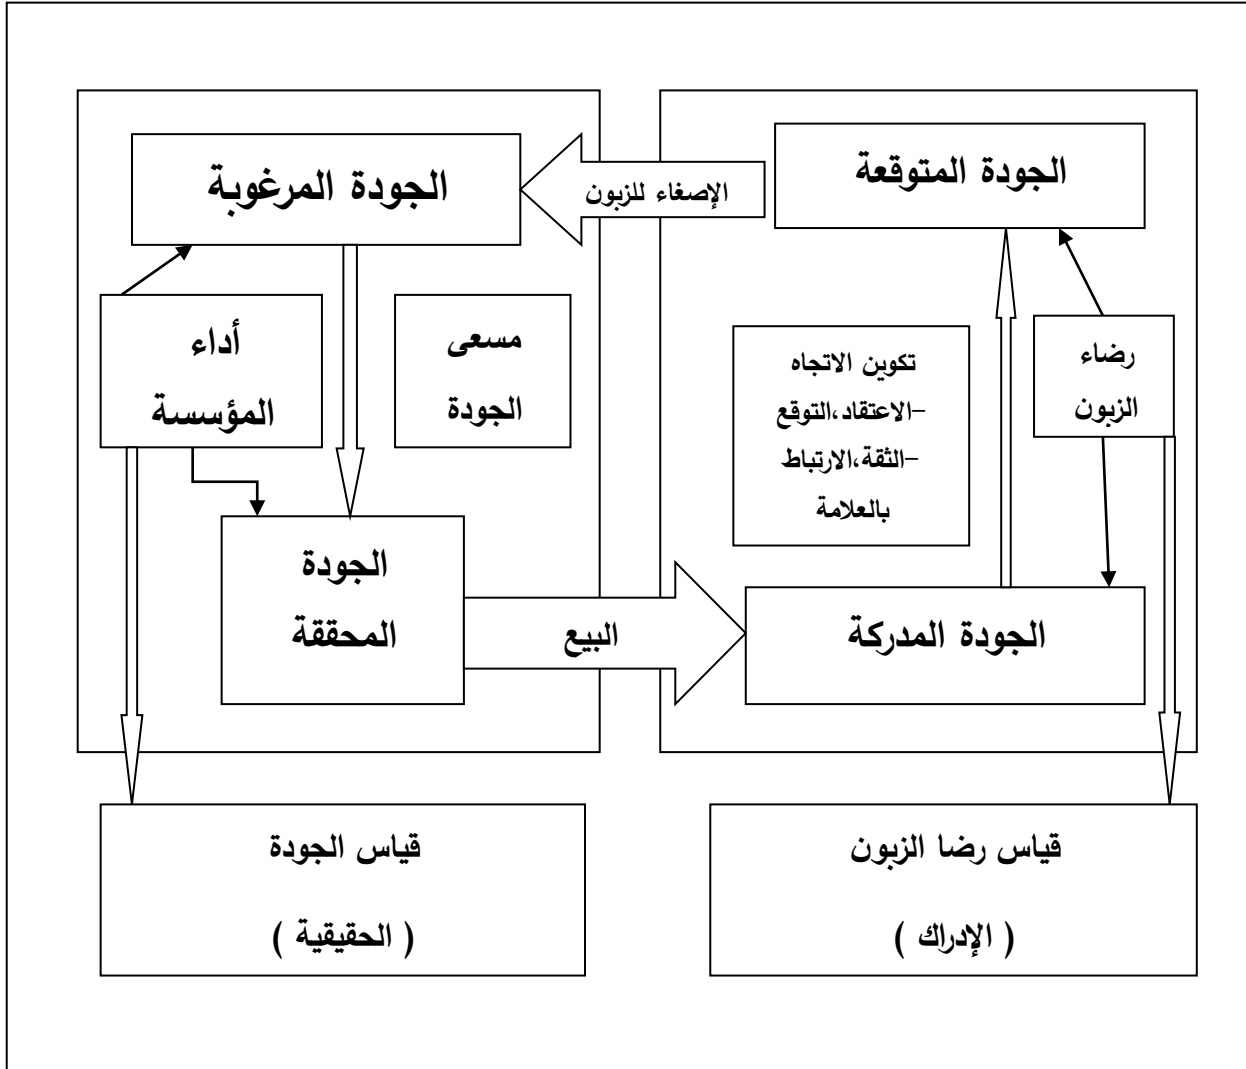 الجودة المتوقعة
الإصغاء للزبون
الجودة المرغوبة
رضاء
الزبون
تكوين الاتجاه
-الاعتقاد،التوقع
-الثقة،الارتباط
بالعلامة
مسعى
الجودة
أداء
المؤسسة
الجودة المدركة
البيع
الجودة
المحققة
قياس رضا الزبون
( الإدراك )
قياس الجودة
( الحقيقية )